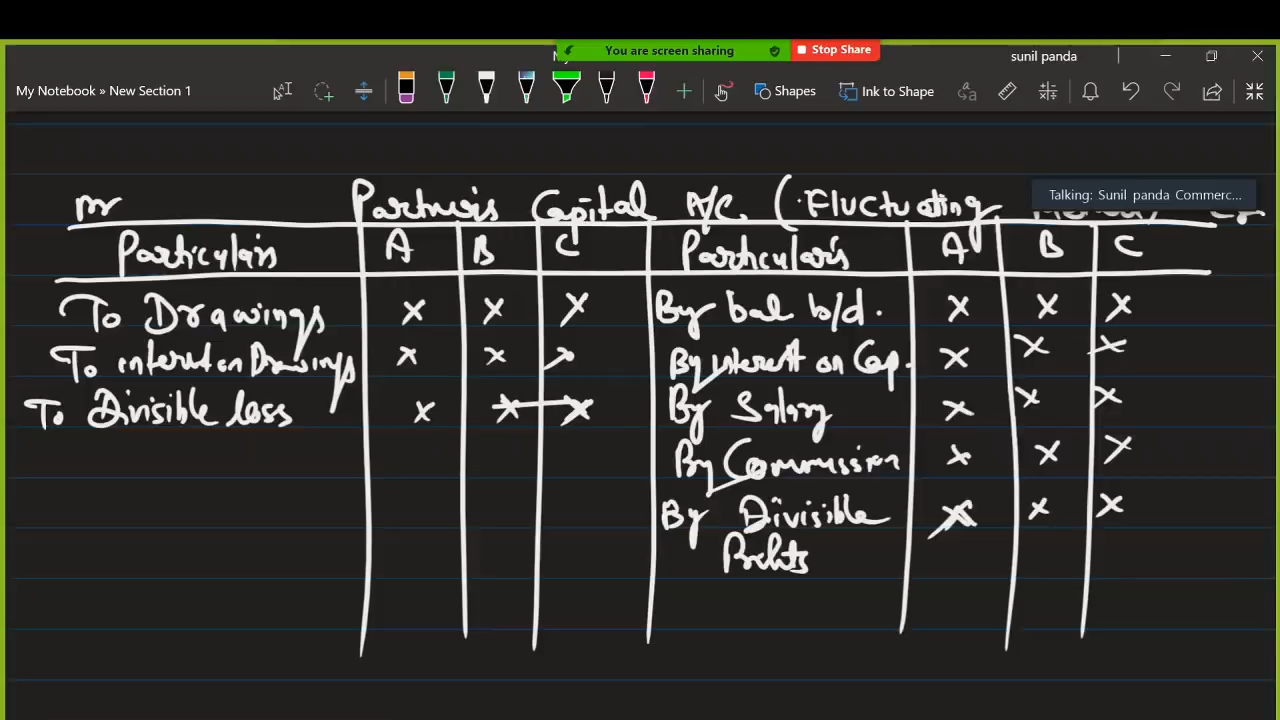 You are screen sharing
Stop Share
sunil panda
My Notebook » New Section 1
Shapes
Ink to Shape
Talking: Sunil panda Commerc...
Dr Partners Capital A/C. (Fluctuating
Particulars A B C Particulars A B C
To Drawings x x x By bal b/d. x x x
To interest on Drawings x x x By interest on Cap. x x x
To Divisible loss x x x By Salary x x x
By Commission x x x
By Divisible x x x
Profits